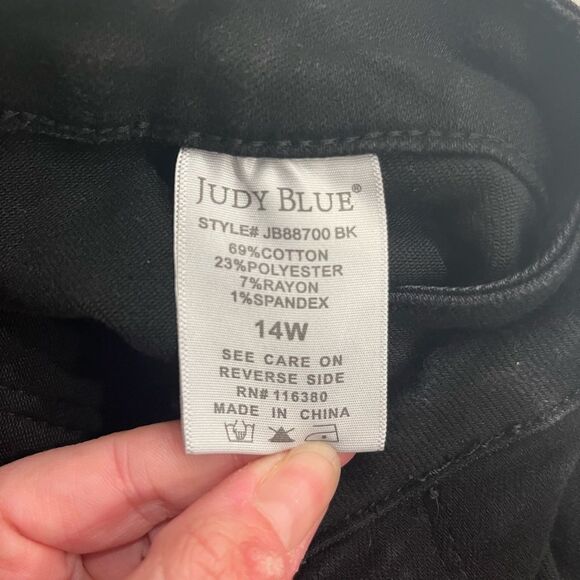 JUDY BLUE®
STYLE# JB88700 BK
69%COTTON
23%POLYESTER
7%RAYON
1%SPANDEX
14W
SEE CARE ON
REVERSE SIDE
RN# 116380
MADE IN CHINA